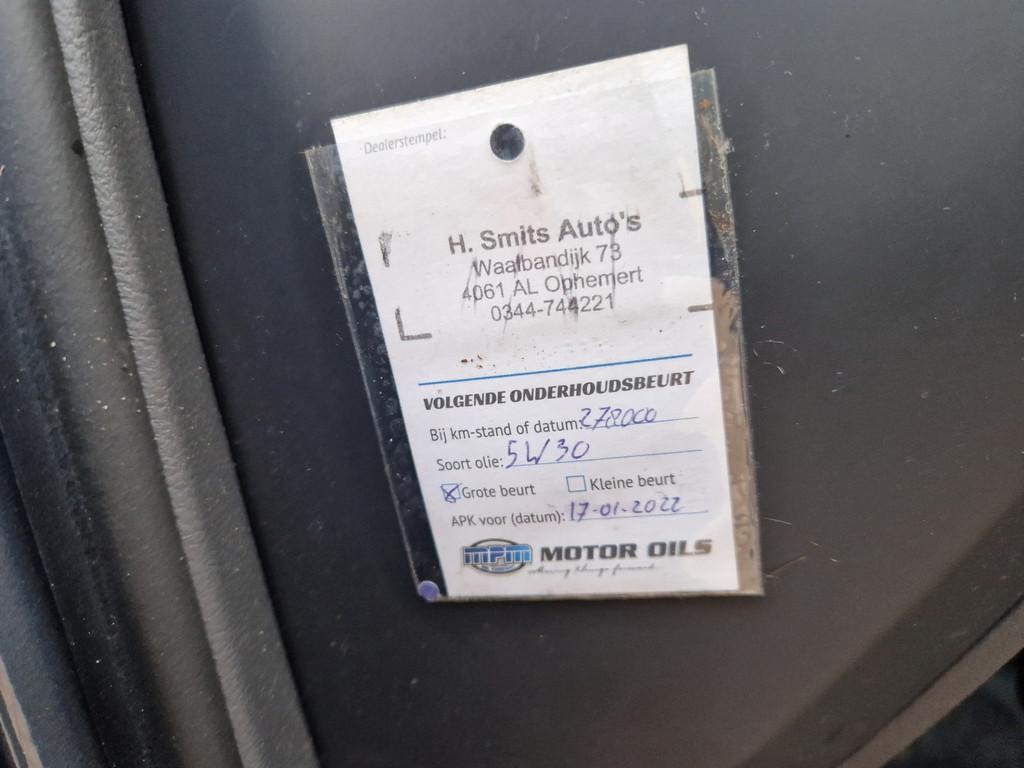 Dealerstempel:
H. Smits Auto's
Waalbandijk 73
4061 AL Ophemert
0344-744221
VOLGENDE ONDERHOUDSBEURT
Bij km-stand of datum: 278000
Soort olie: 5W30
Grote beurt Kleine beurt
APK voor (datum): 17-01-2022
mpm MOTOR OILS